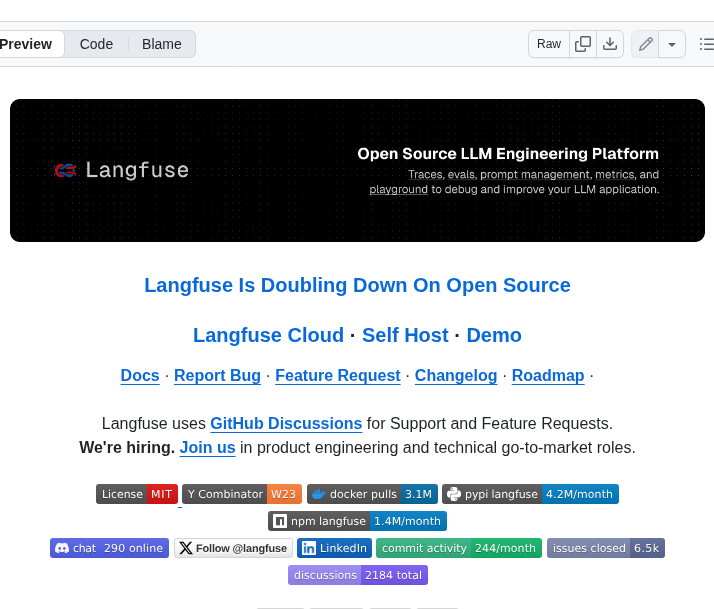 Preview Code Blame Raw
Langfuse
Open Source LLM Engineering Platform
Traces, evals, prompt management, metrics, and
playground to debug and improve your LLM application.
Langfuse Is Doubling Down On Open Source
Langfuse Cloud · Self Host · Demo
Docs · Report Bug · Feature Request · Changelog · Roadmap ·
Langfuse uses GitHub Discussions for Support and Feature Requests.
We're hiring. Join us in product engineering and technical go-to-market roles.
License MIT Y Combinator W23 docker pulls 3.1M pypi langfuse 4.2M/month
npm langfuse 1.4M/month
chat 290 online Follow @langfuse LinkedIn commit activity 244/month issues closed 6.5k
discussions 2184 total